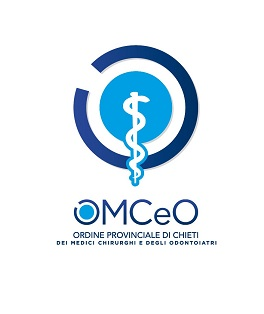 OMCeO
ORDINE PROVINCIALE DI CHIETI
DEI MEDICI CHIRURGHI E DEGLI ODONTOIATRI